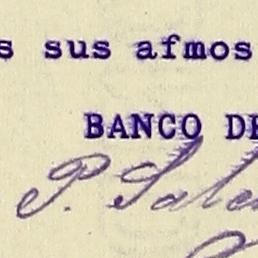 s sus afmos
BANCO DE
P. Sale